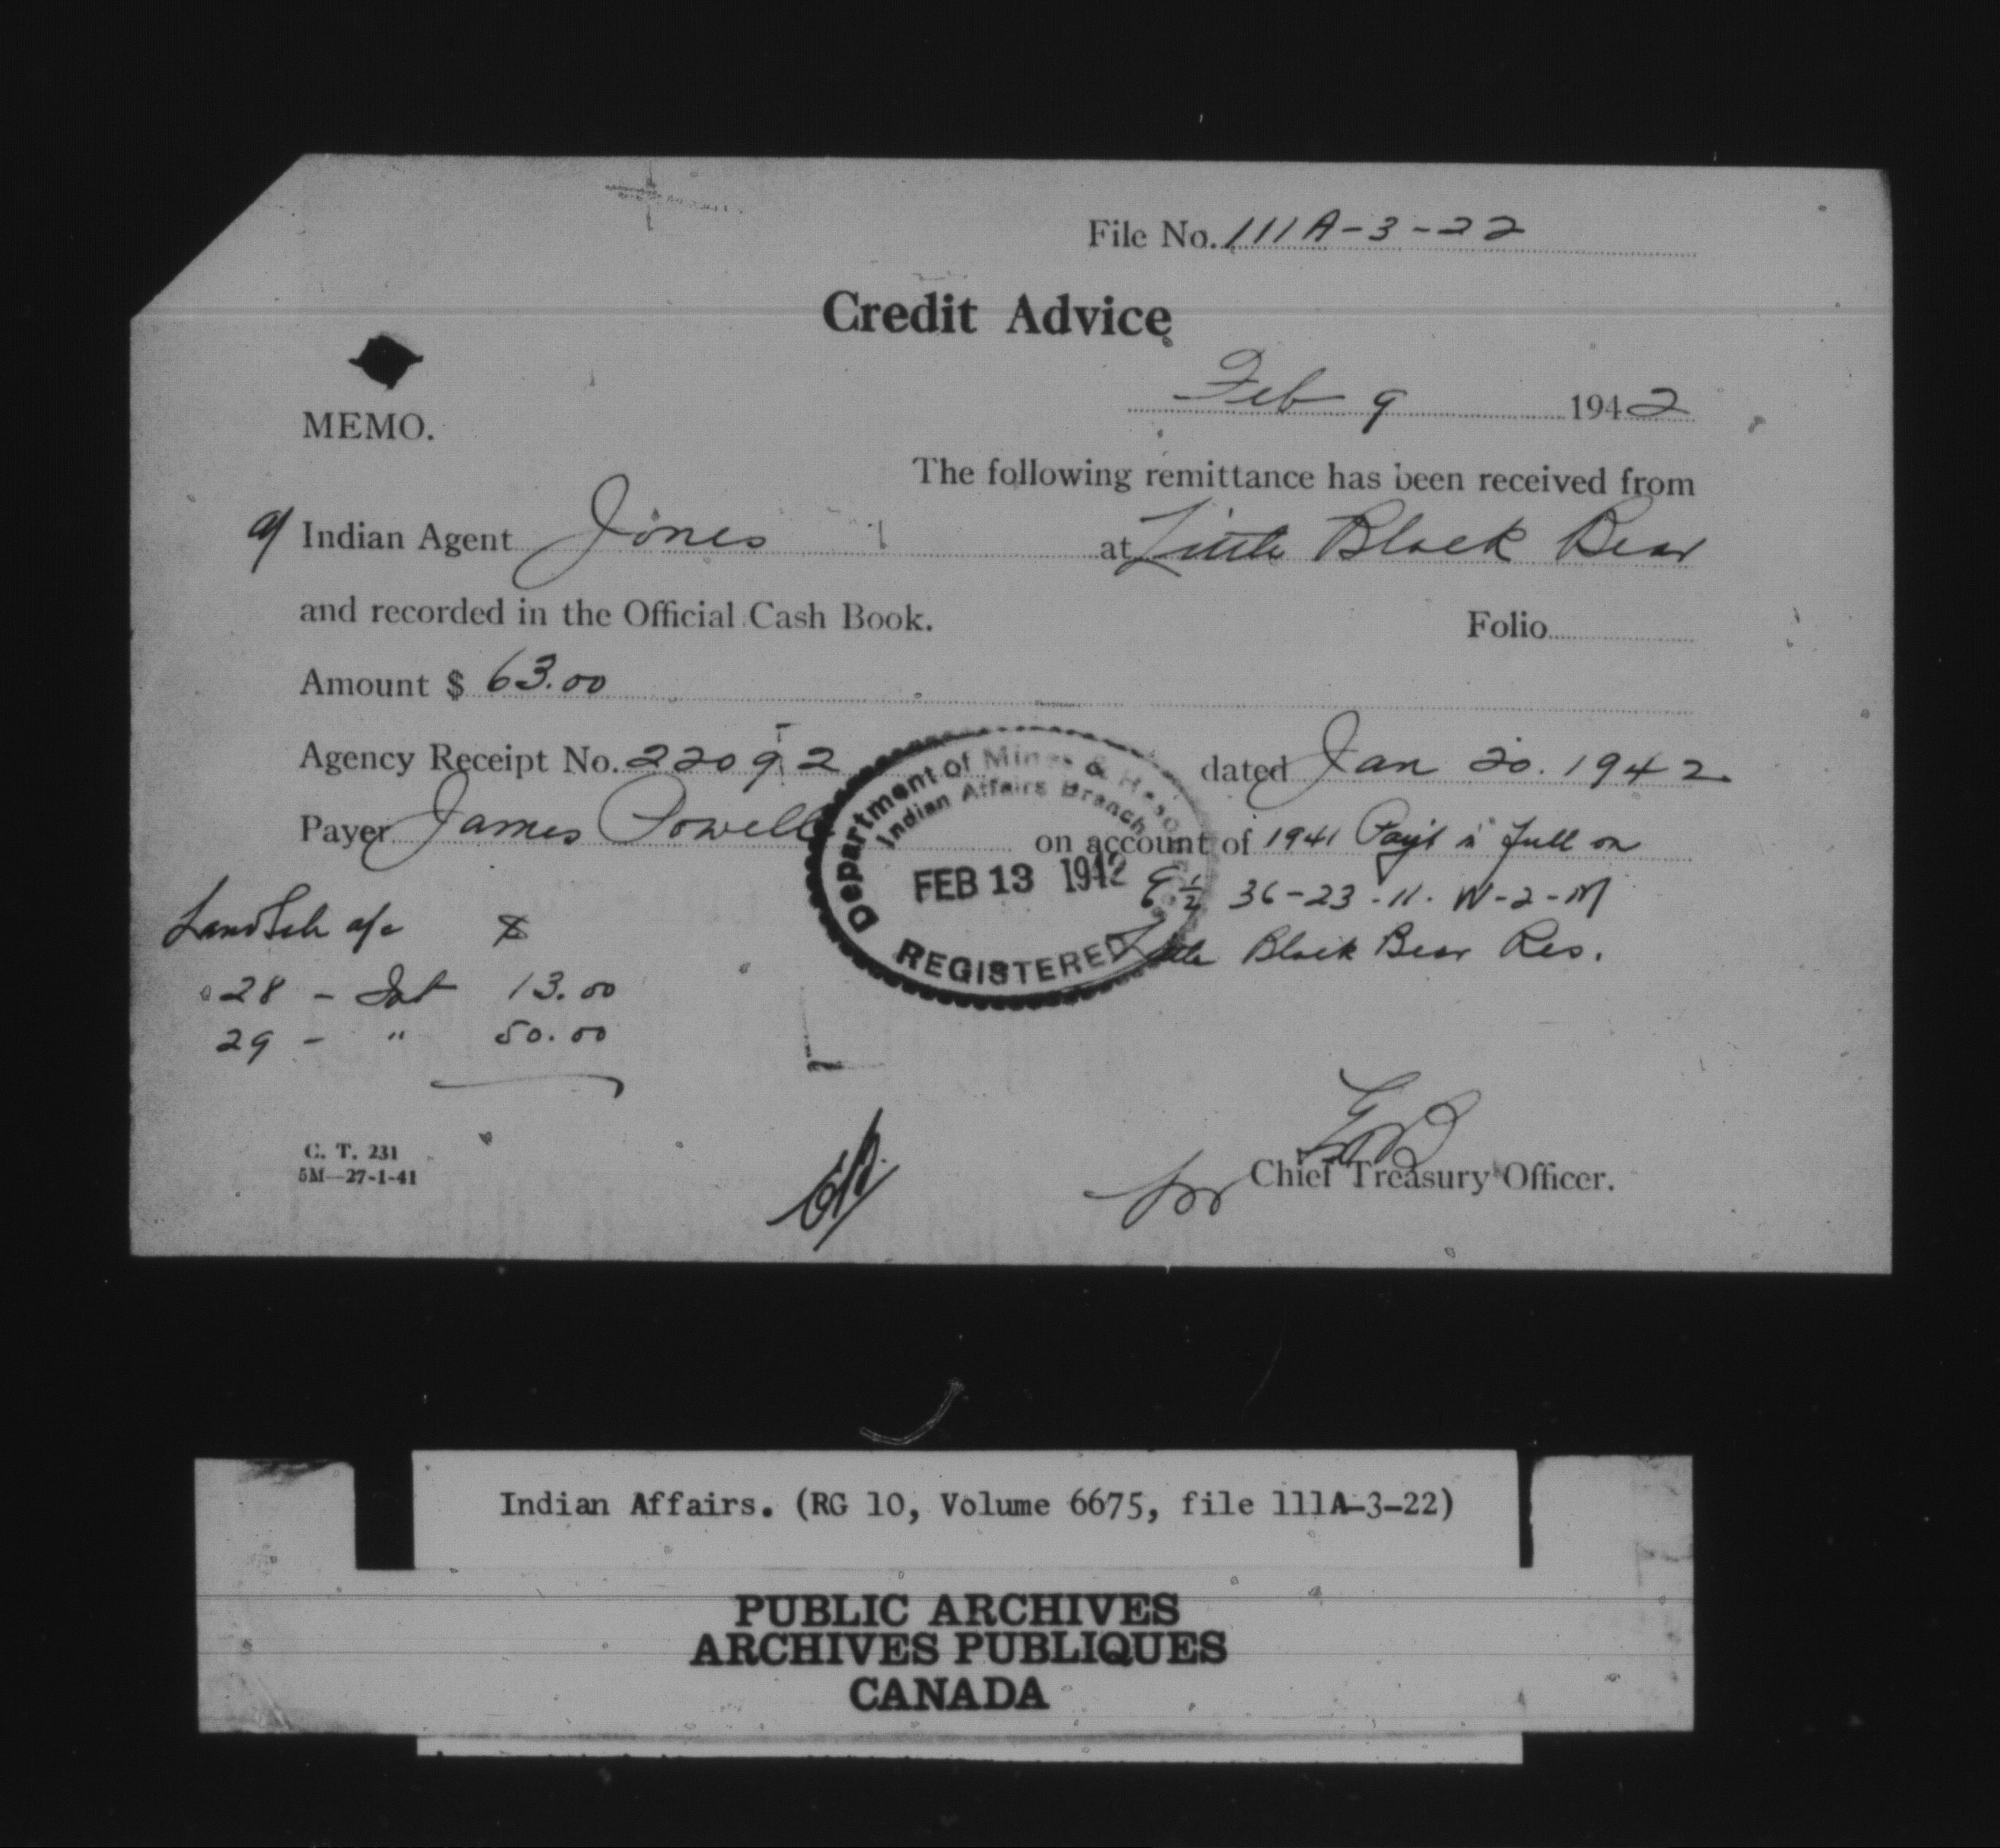 File No. 111A-3-22
Credit Advice
Feb 9 1942
MEMO.
The following remittance has been received from
Indian Agent Jones at Little Black Bear
and recorded in the Official Cash Book. Folio
Amount $ 63.00
Agency Receipt No. 22092 dated Jan 20. 1942
Payer James Powell on account of 1941 Payt in full on
E ½ 36-23-11. W-2-M
Little Black Bear Res.
Department of Mines & Resources
Indian Affairs Branch
FEB 13 1942
REGISTERED
Land Sale a/c $
28 - Int 13.00
29 - " 50.00
for Chief Treasury Officer.
C. T. 231
5M—27-1-41
Indian Affairs. (RG 10, Volume 6675, file 111A-3-22)
PUBLIC ARCHIVES
ARCHIVES PUBLIQUES
CANADA